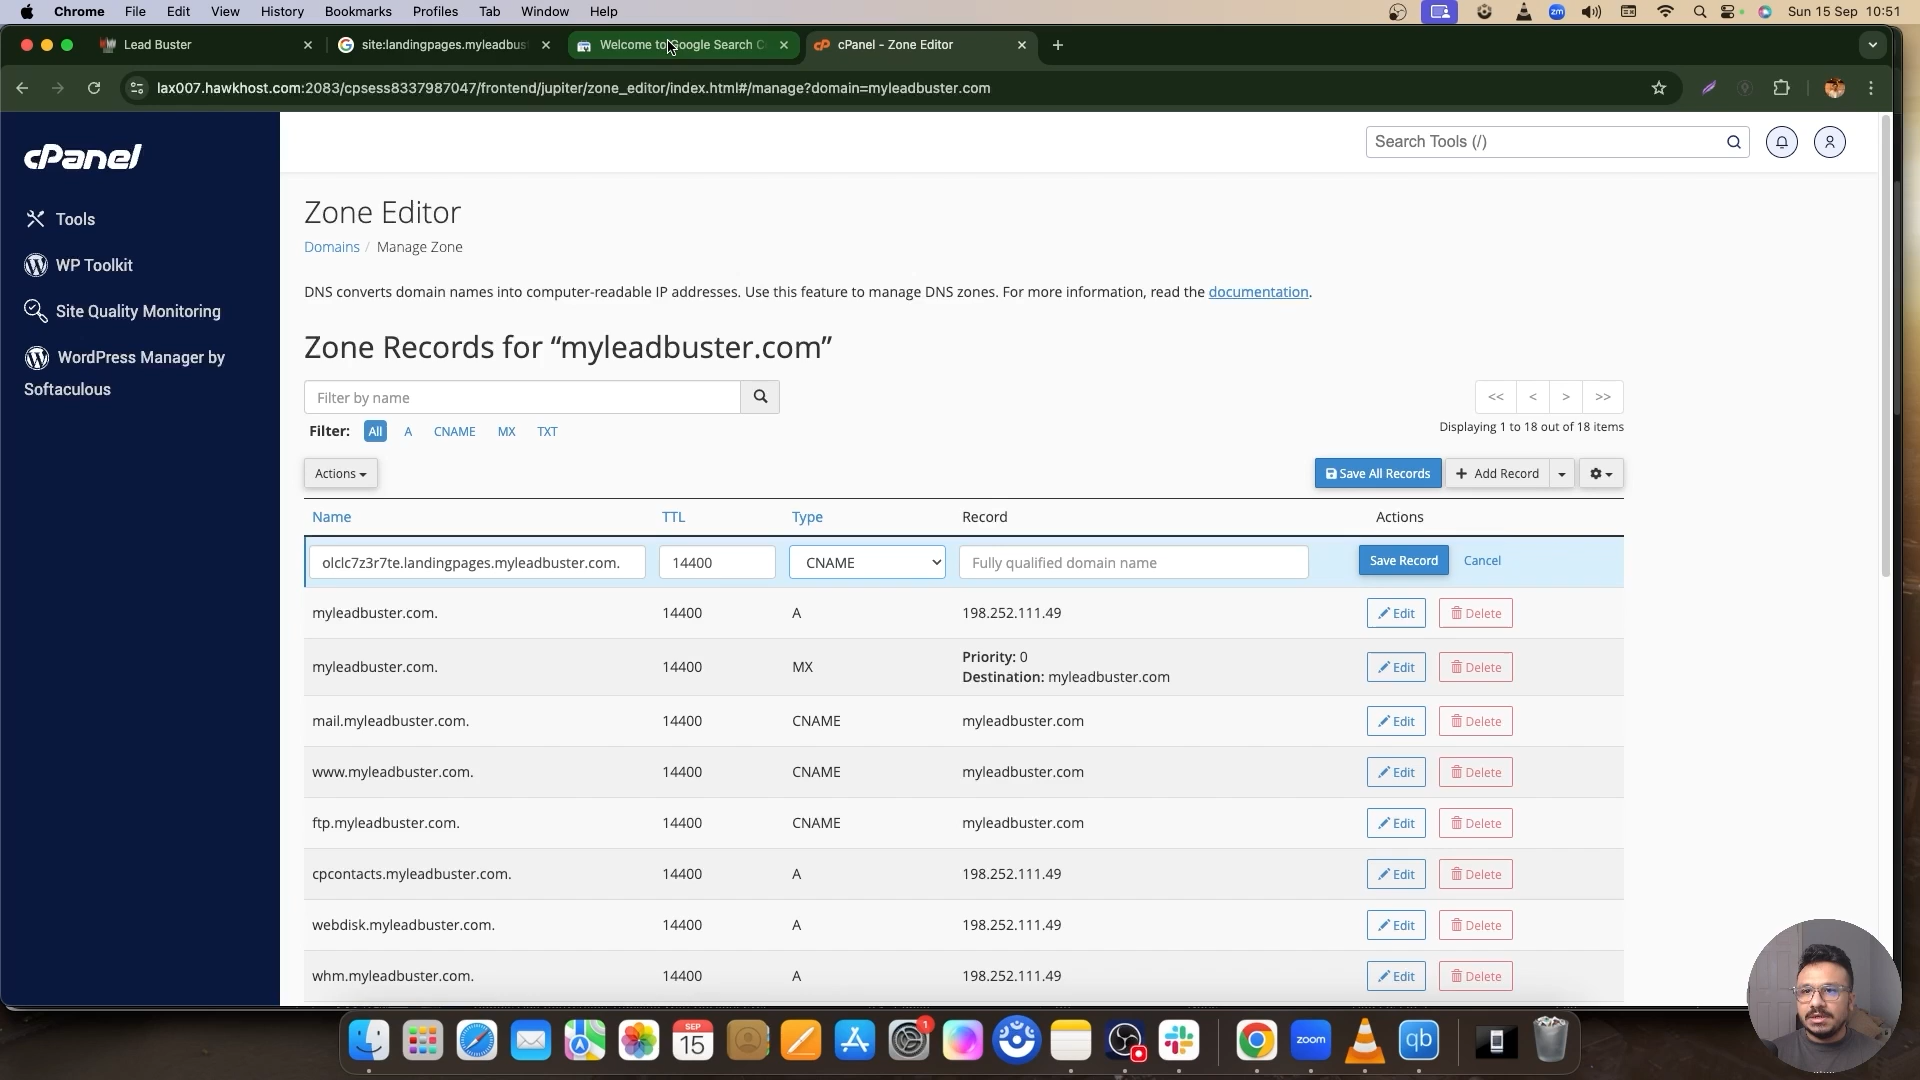 Chrome File Edit View History Bookmarks Profiles Tab Window Help zm Sun 15 Sep 10:51
Lead Buster site:landingpages.myleadbus Welcome to Google Search C cPanel - Zone Editor
lax007.hawkhost.com:2083/cpsess8337987047/frontend/jupiter/zone_editor/index.html#/manage?domain=myleadbuster.com
cPanel
Search Tools (/)
Tools
WP Toolkit
Site Quality Monitoring
WordPress Manager by
Softaculous
Zone Editor
Domains / Manage Zone
DNS converts domain names into computer-readable IP addresses. Use this feature to manage DNS zones. For more information, read the documentation.
Zone Records for “myleadbuster.com”
Filter by name
<< < > >>
Filter: All A CNAME MX TXT
Displaying 1 to 18 out of 18 items
Actions
Save All Records + Add Record
Name TTL Type Record Actions
olclc7z3r7te.landingpages.myleadbuster.com. 14400 CNAME Fully qualified domain name Save Record Cancel
myleadbuster.com. 14400 A 198.252.111.49 Edit Delete
myleadbuster.com. 14400 MX Priority: 0 Edit Delete
Destination: myleadbuster.com
mail.myleadbuster.com. 14400 CNAME myleadbuster.com Edit Delete
www.myleadbuster.com. 14400 CNAME myleadbuster.com Edit Delete
ftp.myleadbuster.com. 14400 CNAME myleadbuster.com Edit Delete
cpcontacts.myleadbuster.com. 14400 A 198.252.111.49 Edit Delete
webdisk.myleadbuster.com. 14400 A 198.252.111.49 Edit Delete
whm.myleadbuster.com. 14400 A 198.252.111.49 Edit Delete
SEP
15
1
zoom
qb